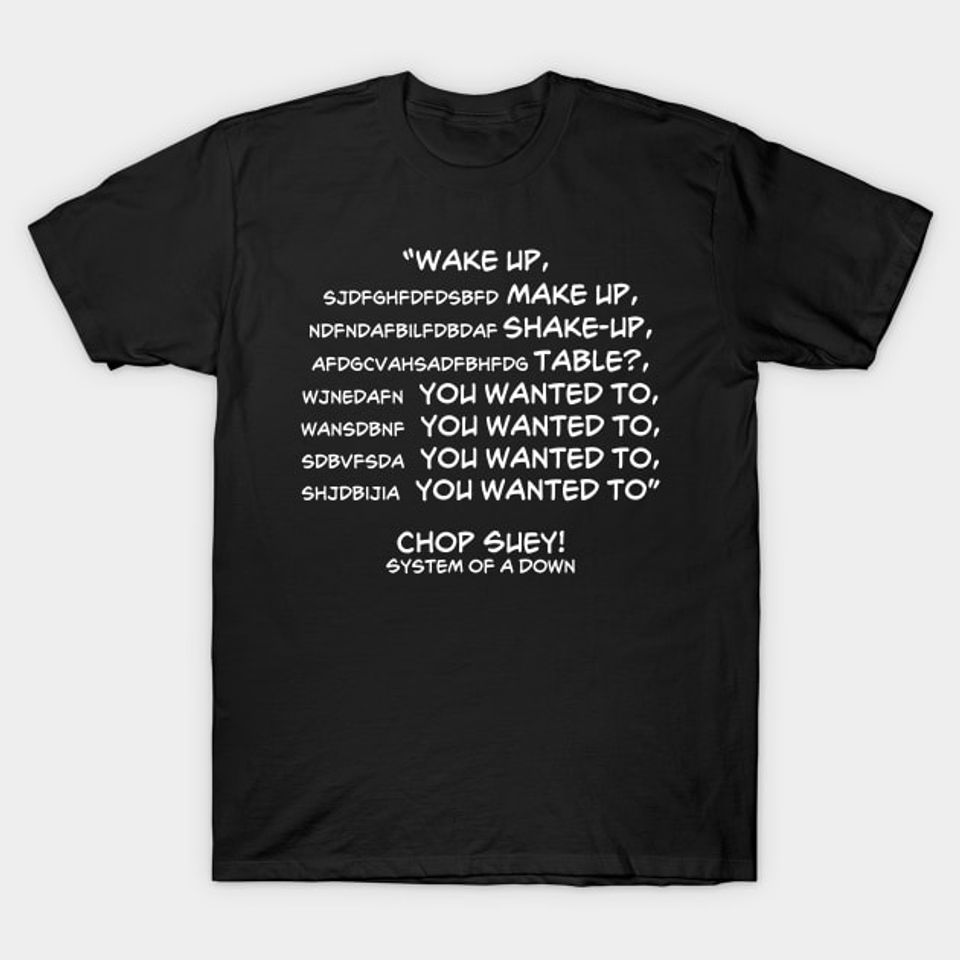 "WAKE UP,
SJDFGHFDFDSBFD MAKE UP,
NDFNDAFBILFDBDAF SHAKE-UP,
AFDGCVAHSADFBHFDG TABLE?,
WJNEDAFN YOU WANTED TO,
WANSDBNF YOU WANTED TO,
SDBVFSDA YOU WANTED TO,
SHJDBIJIA YOU WANTED TO"
CHOP SUEY!
SYSTEM OF A DOWN